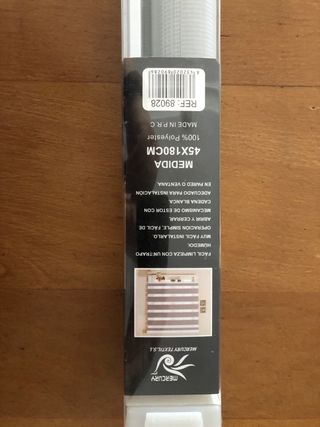 MERCURY
MERCURY TEXTIL,S.L
FÁCIL LIMPIEZA CON UN TRAPO
HÚMEDO.
MUY FÁCIL INSTALARLO.
OPERACIÓN SIMPLE, FÁCIL DE
ABRIR Y CERRAR.
MECANISMO DE ESTOR CON
CADENA BLANCA.
ADECUADO PARA INSTALACIÓN
EN PARED O VENTANA.
MEDIDA
45X180CM
100% Polyester
MADE IN P.R.C
REF: 89028